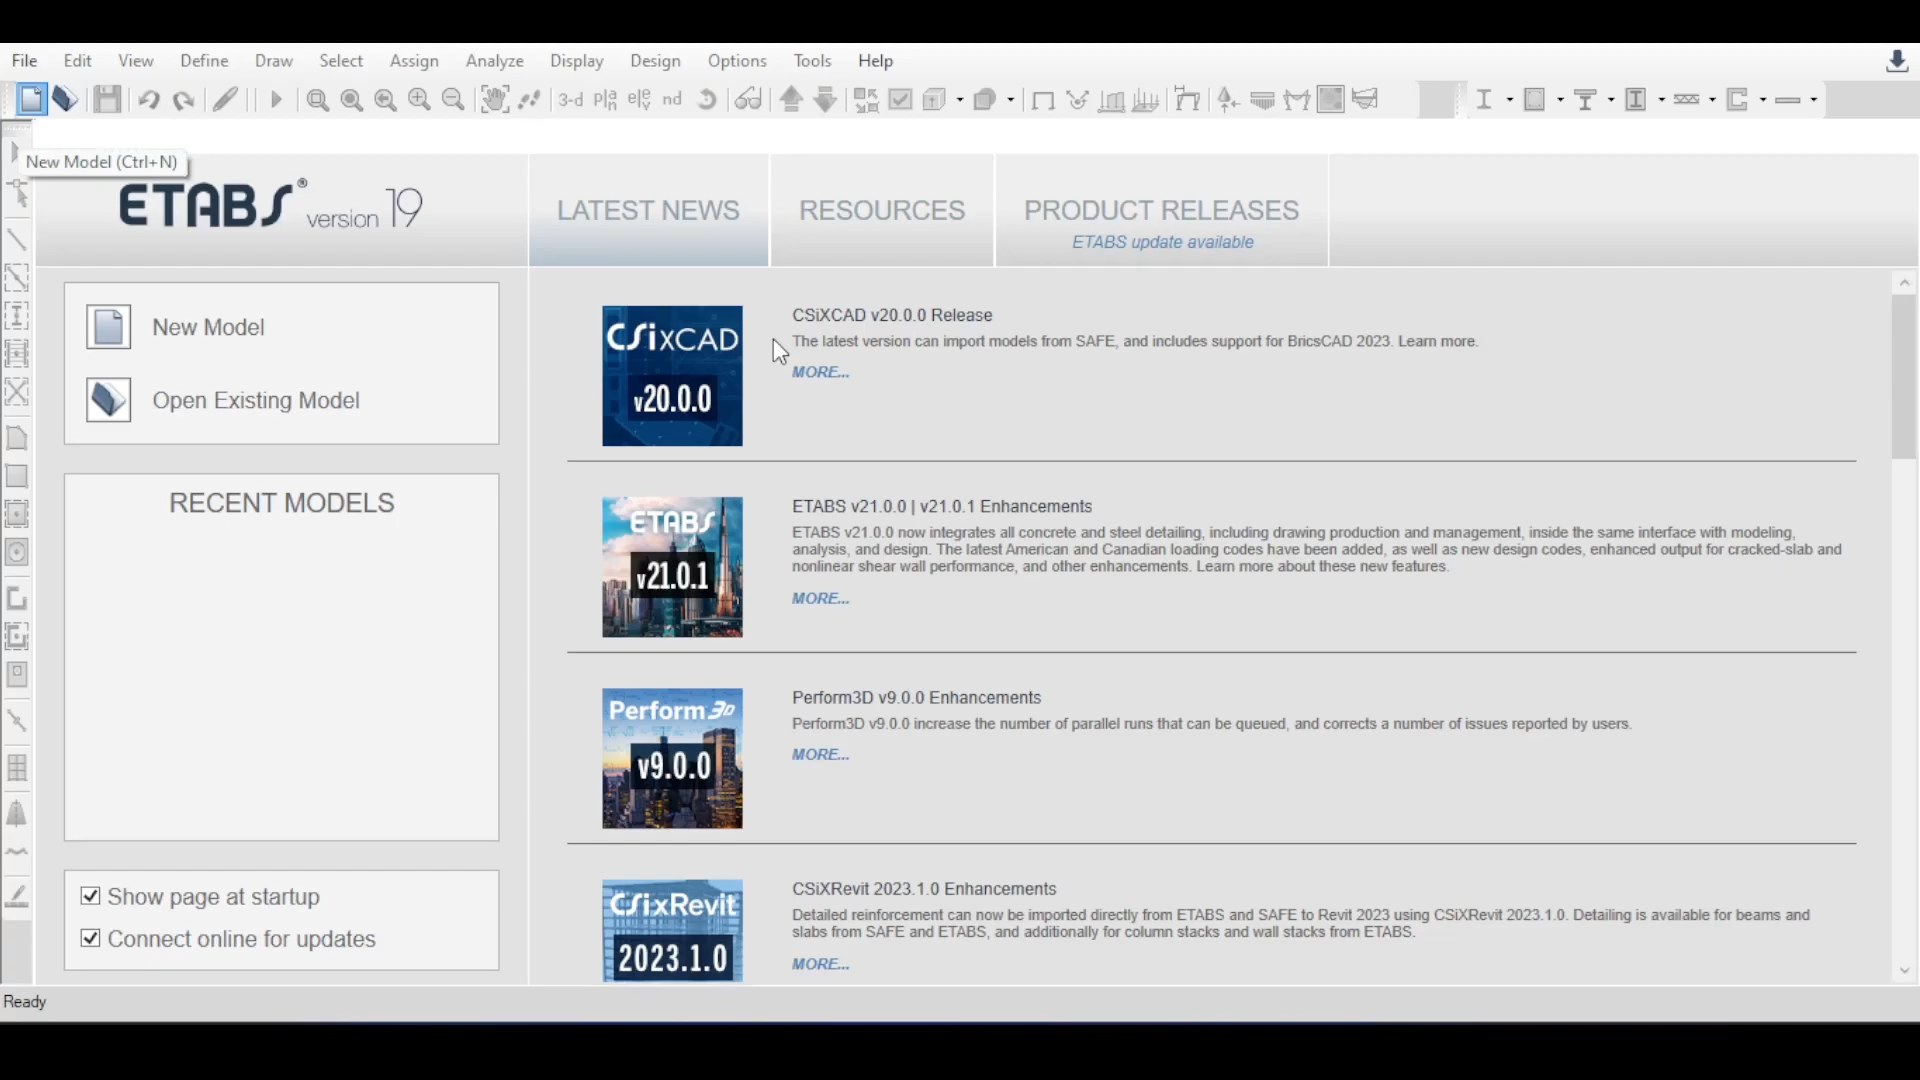 File Edit View Define Draw Select Assign Analyze Display Design Options Tools Help
3-d pla̲n ele̲v nd
New Model (Ctrl+N)
ETABS® version 19
LATEST NEWS
RESOURCES
PRODUCT RELEASES
ETABS update available
New Model
Open Existing Model
RECENT MODELS
Show page at startup
Connect online for updates
CSiXCAD
v20.0.0
CSiXCAD v20.0.0 Release
The latest version can import models from SAFE, and includes support for BricsCAD 2023. Learn more.
MORE...
ETABS
v21.0.1
ETABS v21.0.0 | v21.0.1 Enhancements
ETABS v21.0.0 now integrates all concrete and steel detailing, including drawing production and management, inside the same interface with modeling,
analysis, and design. The latest American and Canadian loading codes have been added, as well as new design codes, enhanced output for cracked-slab and
nonlinear shear wall performance, and other enhancements. Learn more about these new features.
MORE...
Perform3D
v9.0.0
Perform3D v9.0.0 Enhancements
Perform3D v9.0.0 increase the number of parallel runs that can be queued, and corrects a number of issues reported by users.
MORE...
CSiXRevit
2023.1.0
CSiXRevit 2023.1.0 Enhancements
Detailed reinforcement can now be imported directly from ETABS and SAFE to Revit 2023 using CSiXRevit 2023.1.0. Detailing is available for beams and
slabs from SAFE and ETABS, and additionally for column stacks and wall stacks from ETABS.
MORE...
Ready